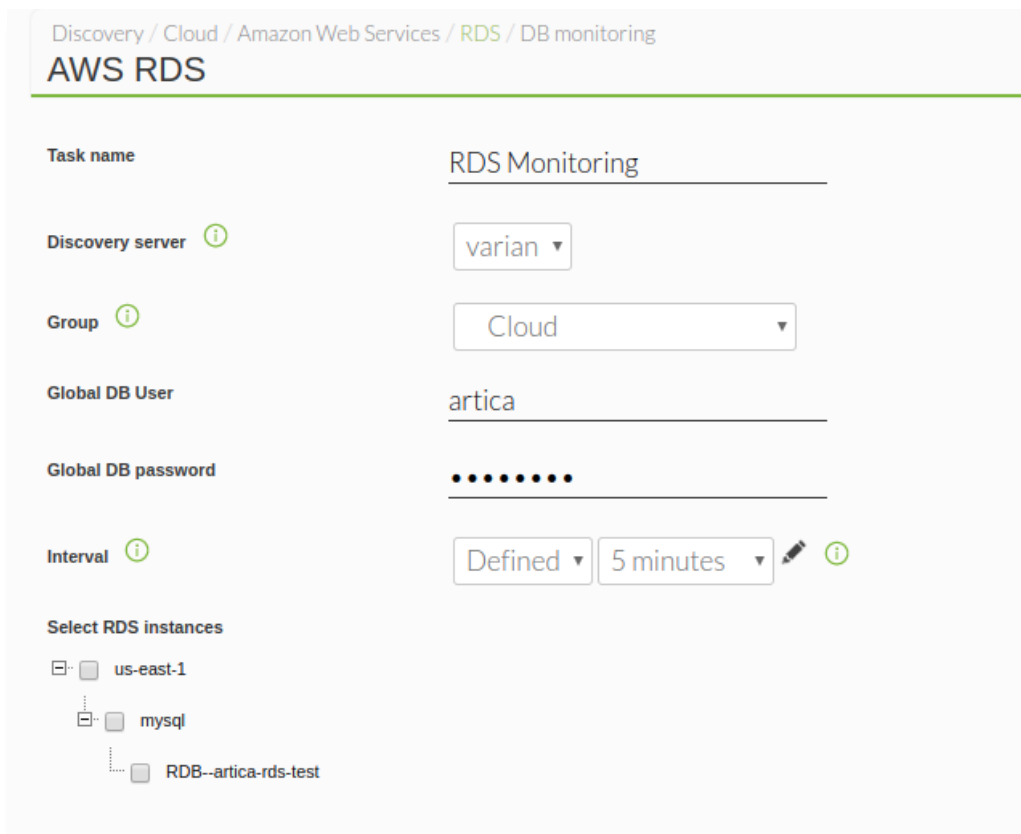 Discovery / Cloud / Amazon Web Services / RDS / DB monitoring
AWS RDS
Task name RDS Monitoring
Discovery server varian
Group Cloud
Global DB User artica
Global DB password ••••••••
Interval Defined 5 minutes
Select RDS instances
us-east-1
mysql
RDB--artica-rds-test